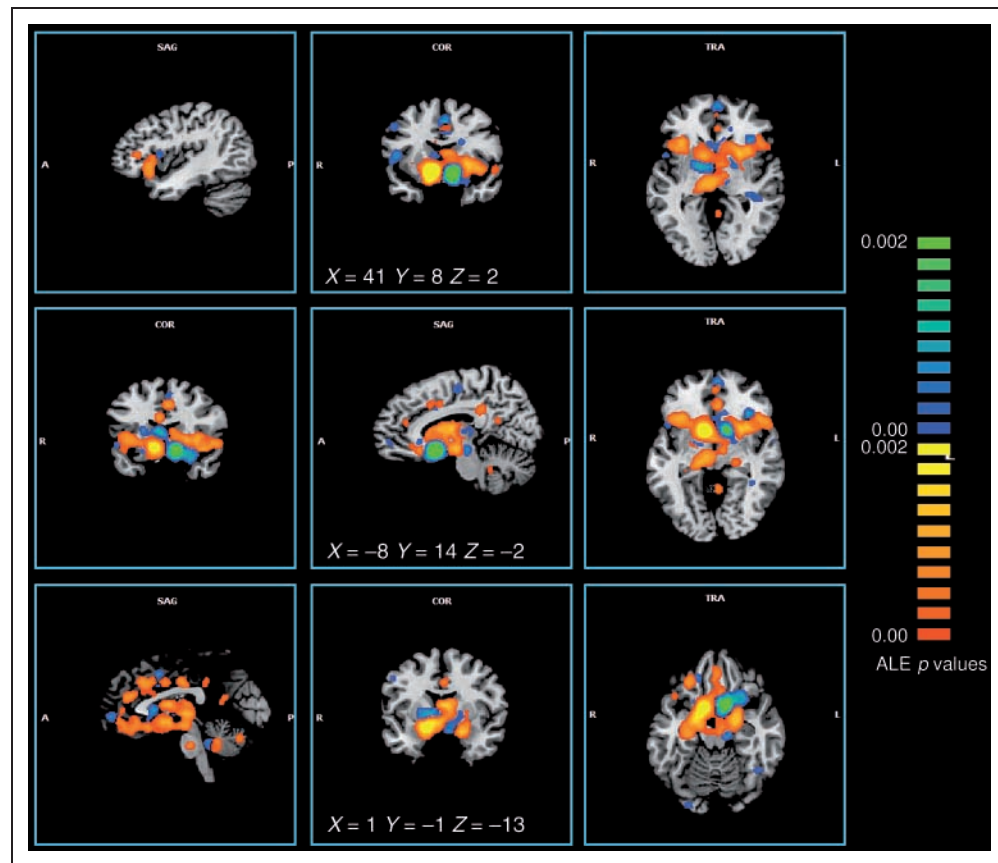 SAG
COR
TRA
A
P
R
R
L
X = 41 Y = 8 Z = 2
COR
SAG
TRA
R
A
P
R
L
X = −8 Y = 14 Z = −2
SAG
COR
TRA
A
P
R
R
L
X = 1 Y = −1 Z = −13
0.002
0.00
0.002
0.00
ALE p values